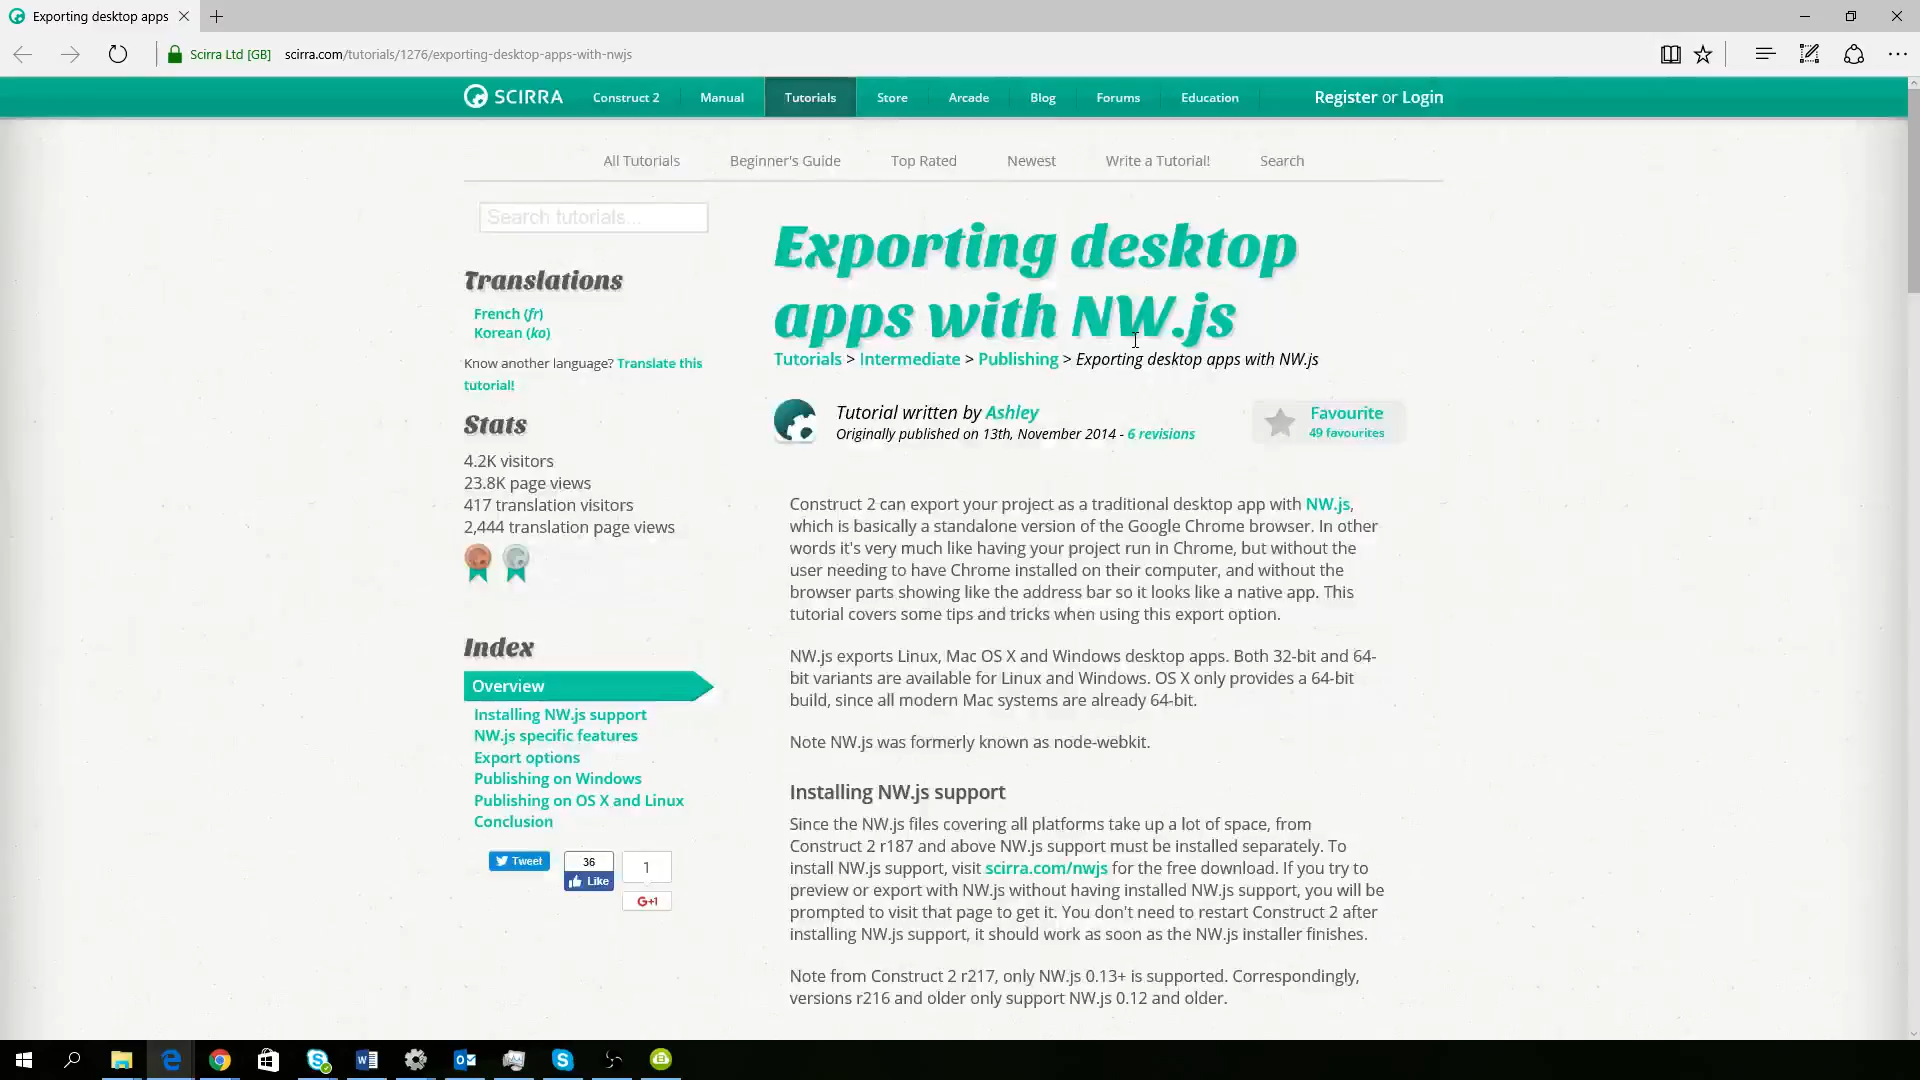 Exporting desktop apps
Scirra Ltd [GB] scirra.com/tutorials/1276/exporting-desktop-apps-with-nwjs
SCIRRA Construct 2 Manual Tutorials Store Arcade Blog Forums Education Register or Login
All Tutorials Beginner's Guide Top Rated Newest Write a Tutorial! Search
Search tutorials...
Translations
French (fr)
Korean (ko)
Know another language? Translate this
tutorial!
Stats
4.2K visitors
23.8K page views
417 translation visitors
2,444 translation page views
Index
Overview
Installing NW.js support
NW.js specific features
Export options
Publishing on Windows
Publishing on OS X and Linux
Conclusion
Tweet
36
Like
1
G+1
Exporting desktop
apps with NW.js
Tutorials > Intermediate > Publishing > Exporting desktop apps with NW.js
Tutorial written by Ashley
Originally published on 13th, November 2014 - 6 revisions
Favourite
49 favourites
Construct 2 can export your project as a traditional desktop app with NW.js,
which is basically a standalone version of the Google Chrome browser. In other
words it's very much like having your project run in Chrome, but without the
user needing to have Chrome installed on their computer, and without the
browser parts showing like the address bar so it looks like a native app. This
tutorial covers some tips and tricks when using this export option.
NW.js exports Linux, Mac OS X and Windows desktop apps. Both 32-bit and 64-
bit variants are available for Linux and Windows. OS X only provides a 64-bit
build, since all modern Mac systems are already 64-bit.
Note NW.js was formerly known as node-webkit.
Installing NW.js support
Since the NW.js files covering all platforms take up a lot of space, from
Construct 2 r187 and above NW.js support must be installed separately. To
install NW.js support, visit scirra.com/nwjs for the free download. If you try to
preview or export with NW.js without having installed NW.js support, you will be
prompted to visit that page to get it. You don't need to restart Construct 2 after
installing NW.js support, it should work as soon as the NW.js installer finishes.
Note from Construct 2 r217, only NW.js 0.13+ is supported. Correspondingly,
versions r216 and older only support NW.js 0.12 and older.